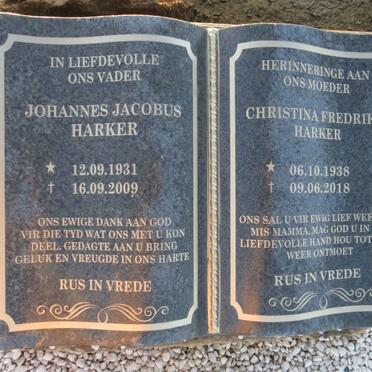 IN LIEFDEVOLLE
ONS VADER
JOHANNES JACOBUS
HARKER
★ 12.09.1931
† 16.09.2009
ONS EWIGE DANK AAN GOD
VIR DIE TYD WAT ONS MET U KON
DEEL. GEDAGTE AAN U BRING
GELUK EN VREUGDE IN ONS HARTE
RUS IN VREDE
HERINNERINGE AAN
ONS MOEDER
CHRISTINA FREDRIK
HARKER
★ 06.10.1938
† 09.06.2018
ONS SAL U VIR EWIG LIEF WEE
MIS MAMMA. MAG GOD U IN
LIEFDEVOLLE HAND HOU TOT
WEER ONTMOET
RUS IN VREDE